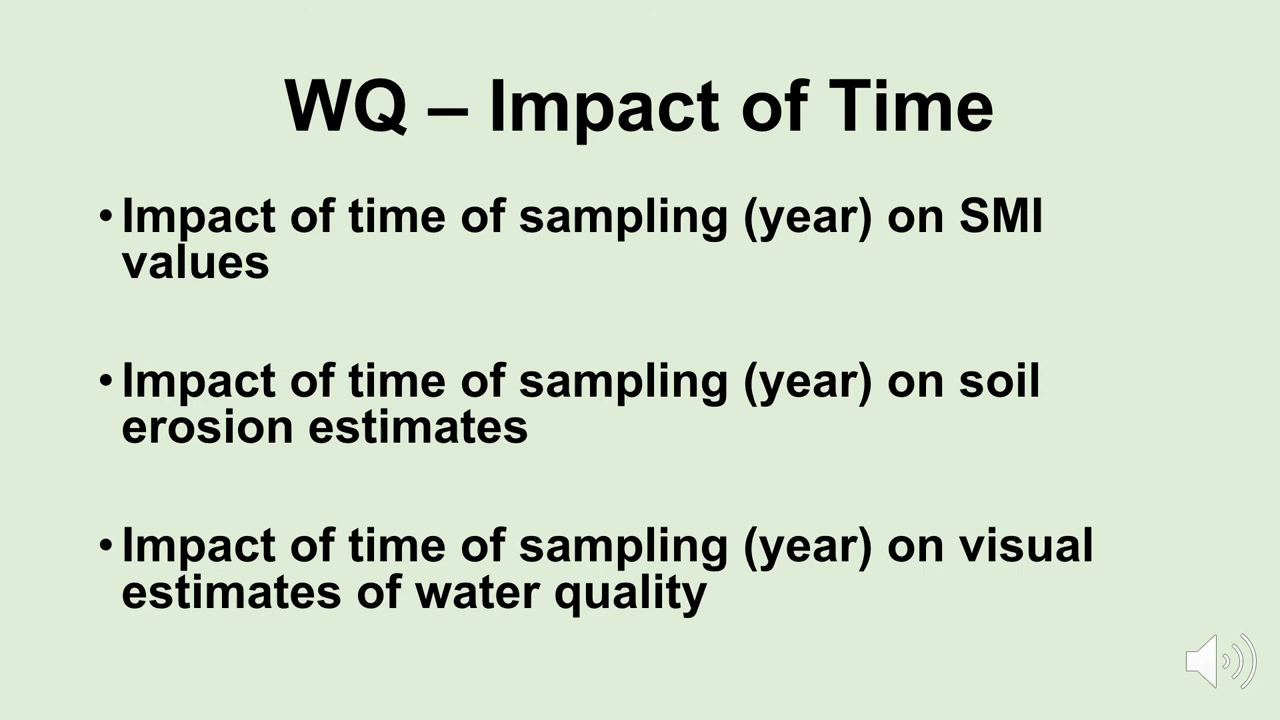 WQ – Impact of Time
• Impact of time of sampling (year) on SMI
values
• Impact of time of sampling (year) on soil
erosion estimates
• Impact of time of sampling (year) on visual
estimates of water quality